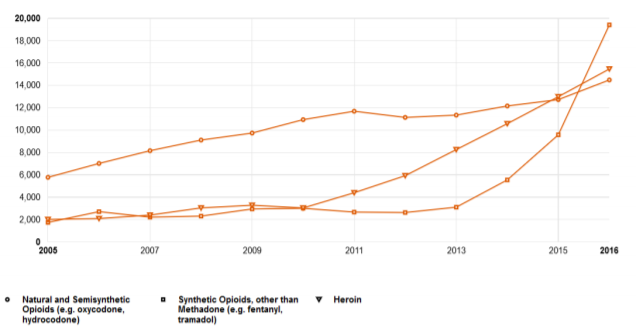 20,000
18,000
16,000
14,000
12,000
10,000
8,000
6,000
4,000
2,000
0
2005 2007 2009 2011 2013 2015 2016
Natural and Semisynthetic
Opioids (e.g. oxycodone,
hydrocodone)
Synthetic Opioids, other than
Methadone (e.g. fentanyl,
tramadol)
Heroin